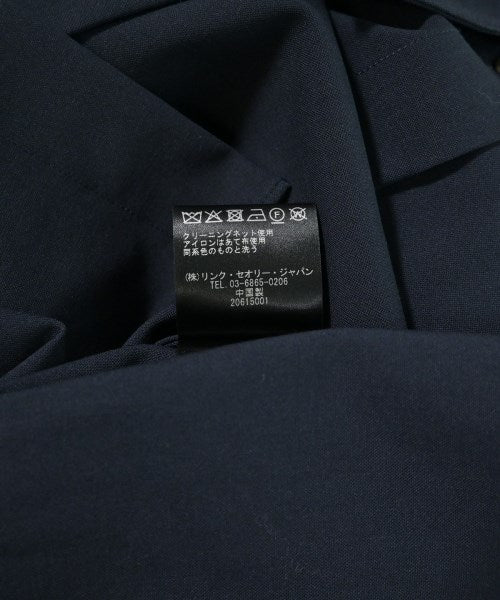 クリーニングネット使用
アイロンはあて布使用
同系色のものと洗う
(株)リンク・セオリー・ジャパン
TEL. 03-6865-0206
中国製
20615001